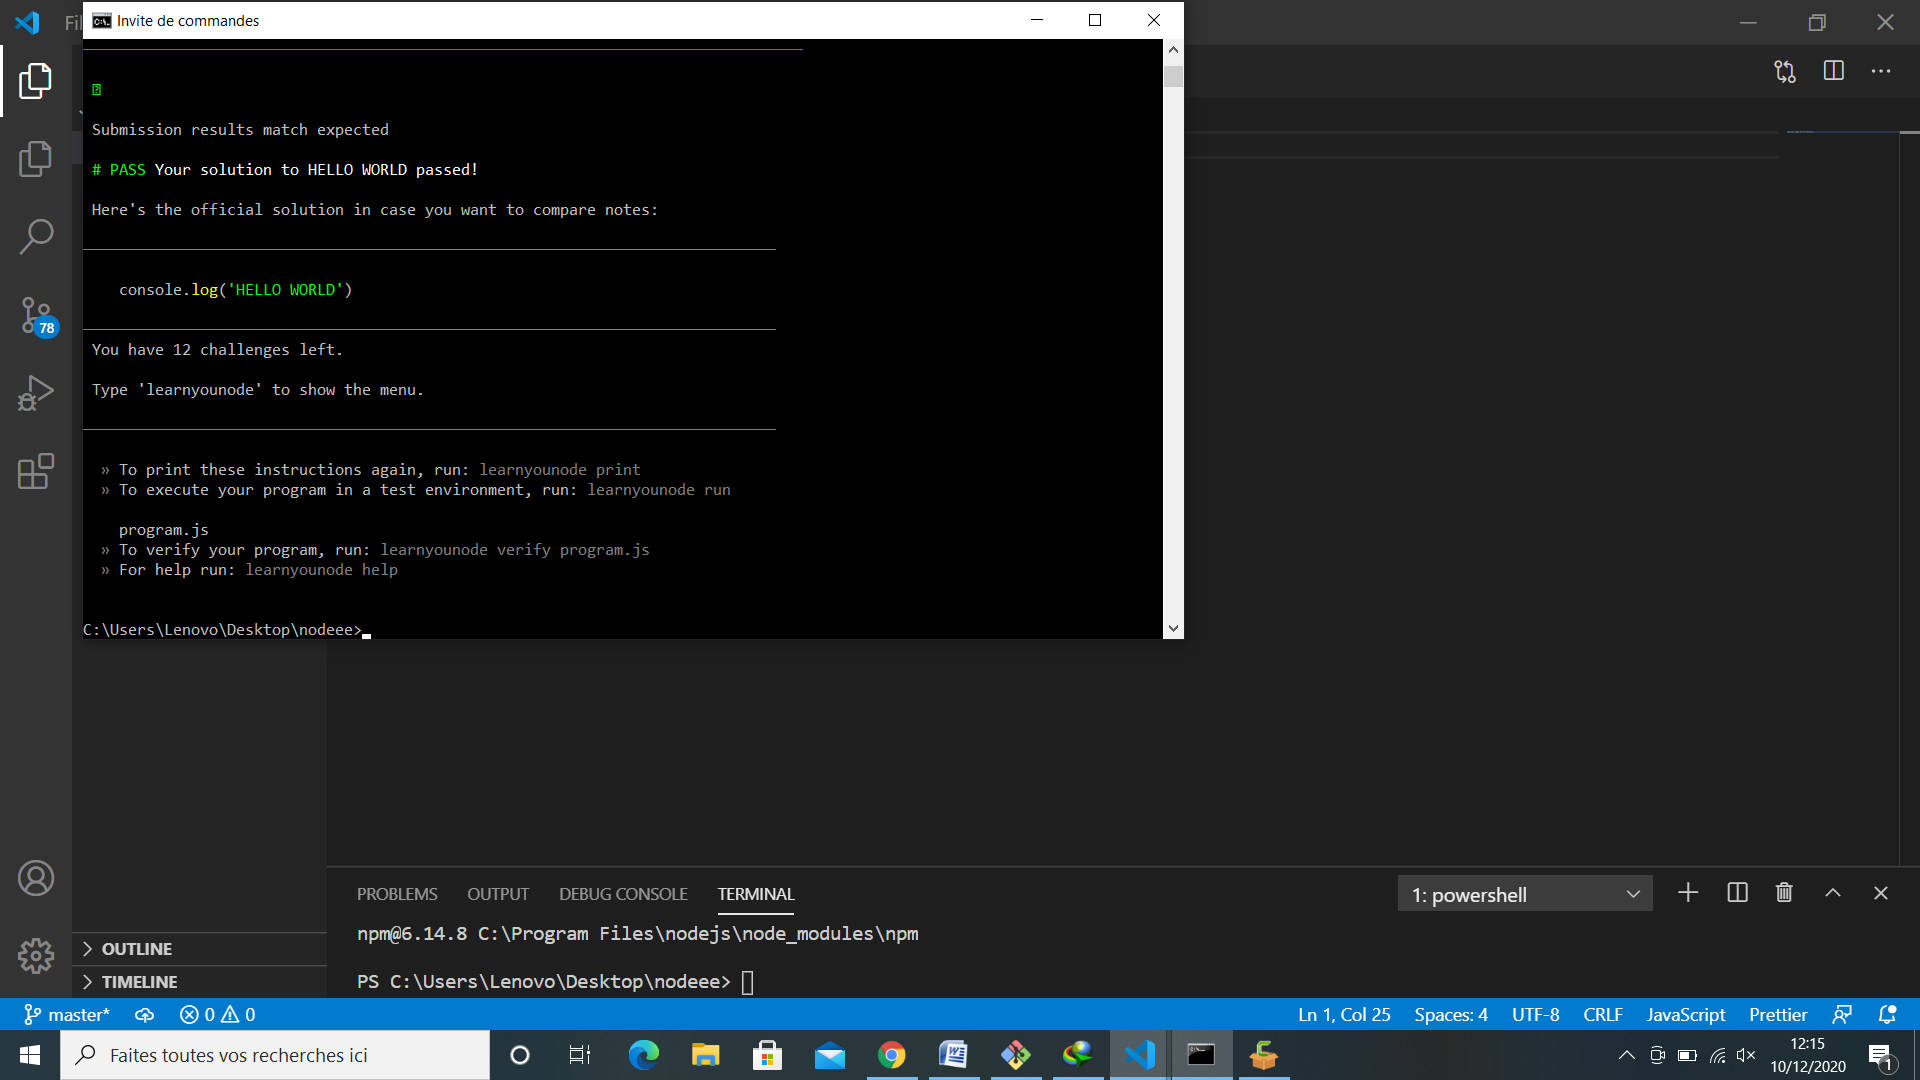 Fil
Invite de commandes
Submission results match expected
# PASS Your solution to HELLO WORLD passed!
Here's the official solution in case you want to compare notes:
console.log('HELLO WORLD')
You have 12 challenges left.
Type 'learnyounode' to show the menu.
» To print these instructions again, run: learnyounode print
» To execute your program in a test environment, run: learnyounode run
program.js
» To verify your program, run: learnyounode verify program.js
» For help run: learnyounode help
C:\Users\Lenovo\Desktop\nodeee>
78
PROBLEMS OUTPUT DEBUG CONSOLE TERMINAL
1: powershell
npm@6.14.8 C:\Program Files\nodejs\node_modules\npm
PS C:\Users\Lenovo\Desktop\nodeee>
OUTLINE
TIMELINE
master* 0 0
Ln 1, Col 25 Spaces: 4 UTF-8 CRLF JavaScript Prettier
Faites toutes vos recherches ici
12:15
10/12/2020
1